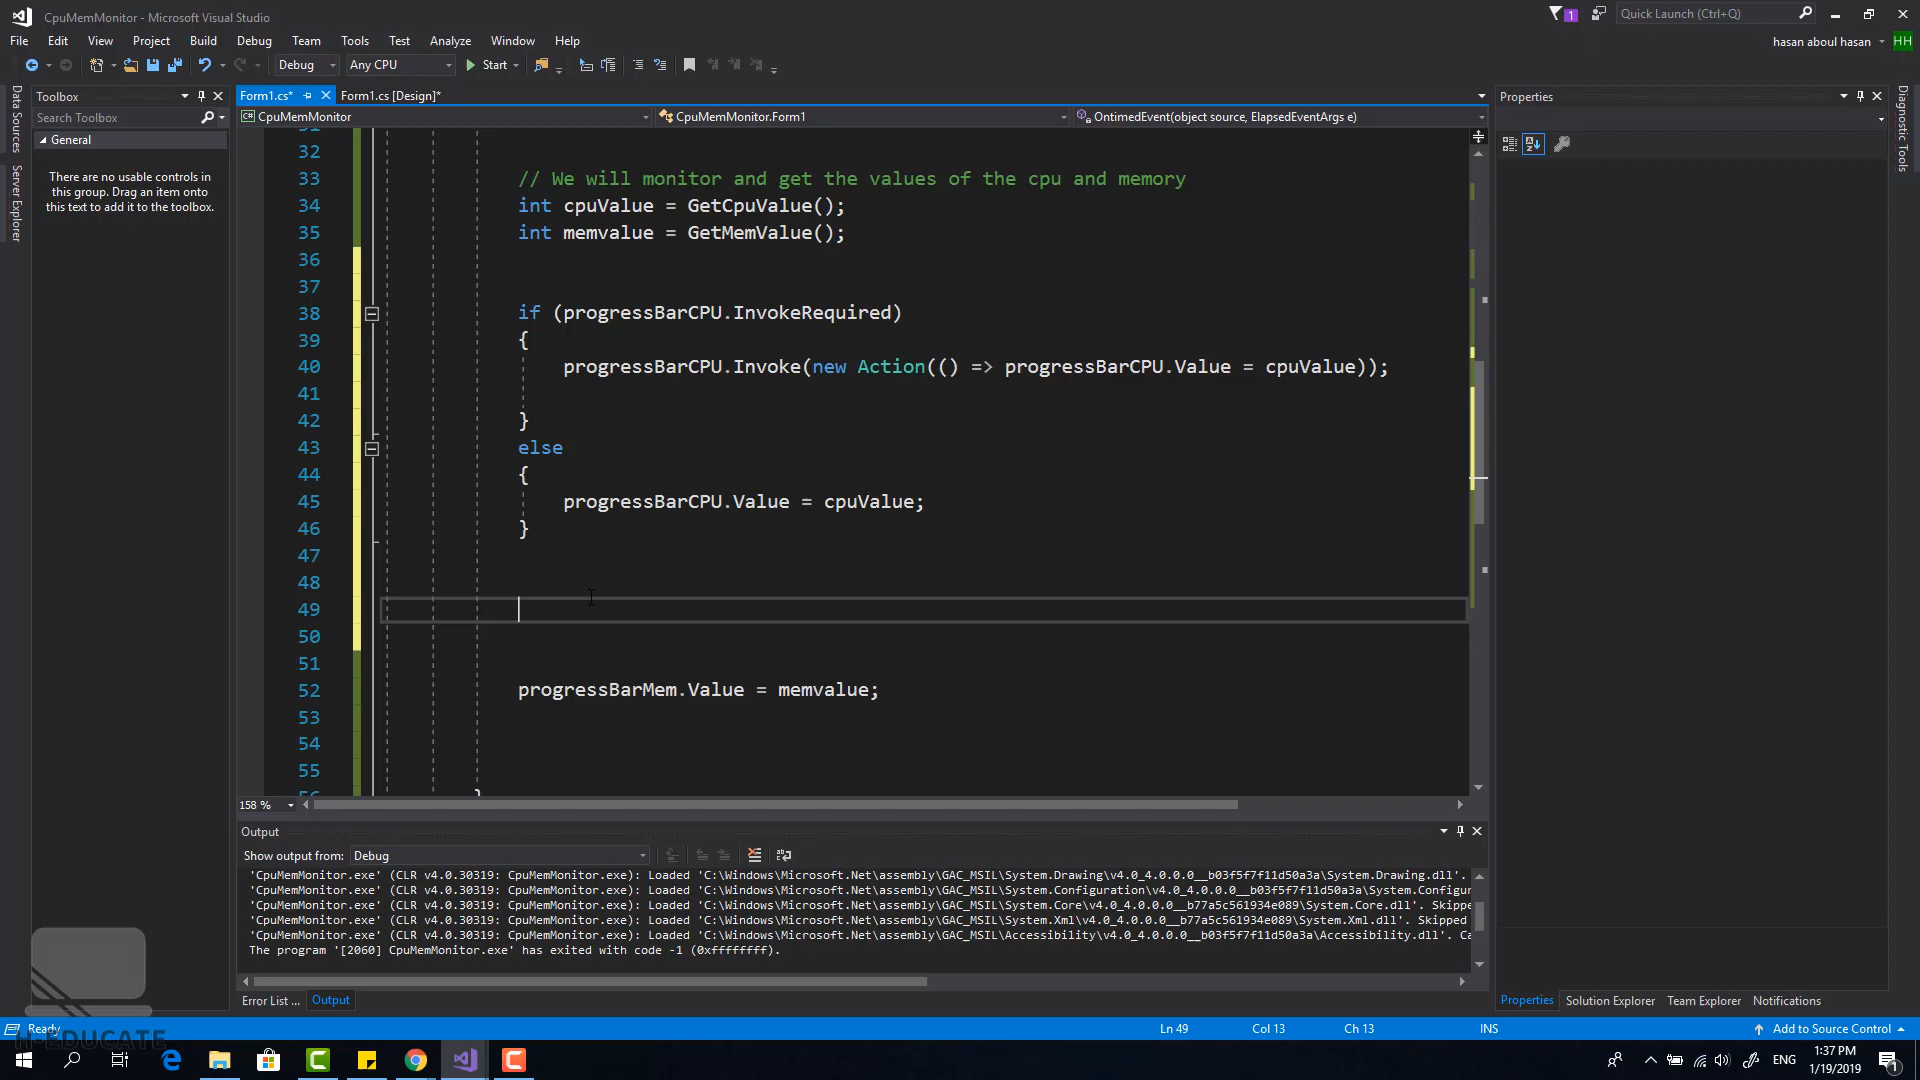 CpuMemMonitor - Microsoft Visual Studio
1
Quick Launch (Ctrl+Q)
File Edit View Project Build Debug Team Tools Test Analyze Window Help
hasan aboul hasan HH
Debug Any CPU Start
Data Sources
Server Explorer
Toolbox
Search Toolbox
General
There are no usable controls in
this group. Drag an item onto
this text to add it to the toolbox.
Form1.cs* Form1.cs [Design]*
CpuMemMonitor CpuMemMonitor.Form1 OntimedEvent(object source, ElapsedEventArgs e)
31
32
33 // We will monitor and get the values of the cpu and memory
34 int cpuValue = GetCpuValue();
35 int memvalue = GetMemValue();
36
37
38 if (progressBarCPU.InvokeRequired)
39 {
40 progressBarCPU.Invoke(new Action(() => progressBarCPU.Value = cpuValue));
41
42 }
43 else
44 {
45 progressBarCPU.Value = cpuValue;
46 }
47
48
49
50
51
52 progressBarMem.Value = memvalue;
53
54
55
56 }
158 %
Output
Show output from: Debug
'CpuMemMonitor.exe' (CLR v4.0.30319: CpuMemMonitor.exe): Loaded 'C:\Windows\Microsoft.Net\assembly\GAC_MSIL\System.Drawing\v4.0_4.0.0.0__b03f5f7f11d50a3a\System.Drawing.dll'.
'CpuMemMonitor.exe' (CLR v4.0.30319: CpuMemMonitor.exe): Loaded 'C:\Windows\Microsoft.Net\assembly\GAC_MSIL\System.Configuration\v4.0_4.0.0.0__b03f5f7f11d50a3a\System.Configur
'CpuMemMonitor.exe' (CLR v4.0.30319: CpuMemMonitor.exe): Loaded 'C:\Windows\Microsoft.Net\assembly\GAC_MSIL\System.Core\v4.0_4.0.0.0__b77a5c561934e089\System.Core.dll'. Skippe
'CpuMemMonitor.exe' (CLR v4.0.30319: CpuMemMonitor.exe): Loaded 'C:\Windows\Microsoft.Net\assembly\GAC_MSIL\System.Xml\v4.0_4.0.0.0__b77a5c561934e089\System.Xml.dll'. Skipped
'CpuMemMonitor.exe' (CLR v4.0.30319: CpuMemMonitor.exe): Loaded 'C:\Windows\Microsoft.Net\assembly\GAC_MSIL\Accessibility\v4.0_4.0.0.0__b03f5f7f11d50a3a\Accessibility.dll'. Ca
The program '[2060] CpuMemMonitor.exe' has exited with code -1 (0xffffffff).
Error List ... Output
Properties
Diagnostic Tools
Properties Solution Explorer Team Explorer Notifications
Ready Ln 49 Col 13 Ch 13 INS Add to Source Control
H-EDUCATE
ENG
1:37 PM
1/19/2019
1